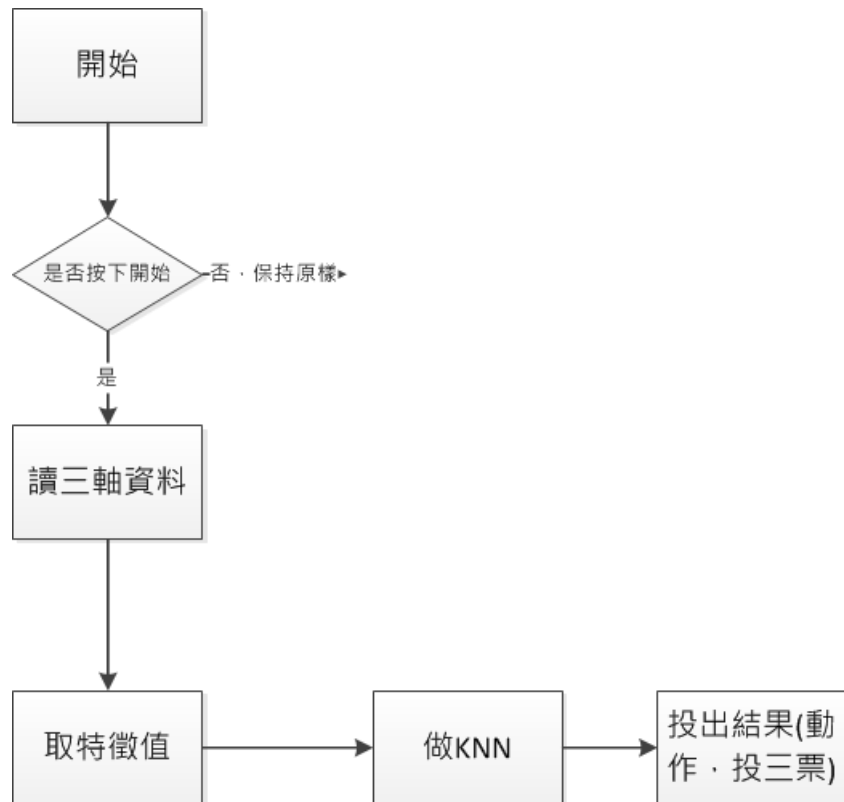 開始
是否按下開始
否，保持原樣
是
讀三軸資料
取特徵值
做KNN
投出結果(動
作，投三票)